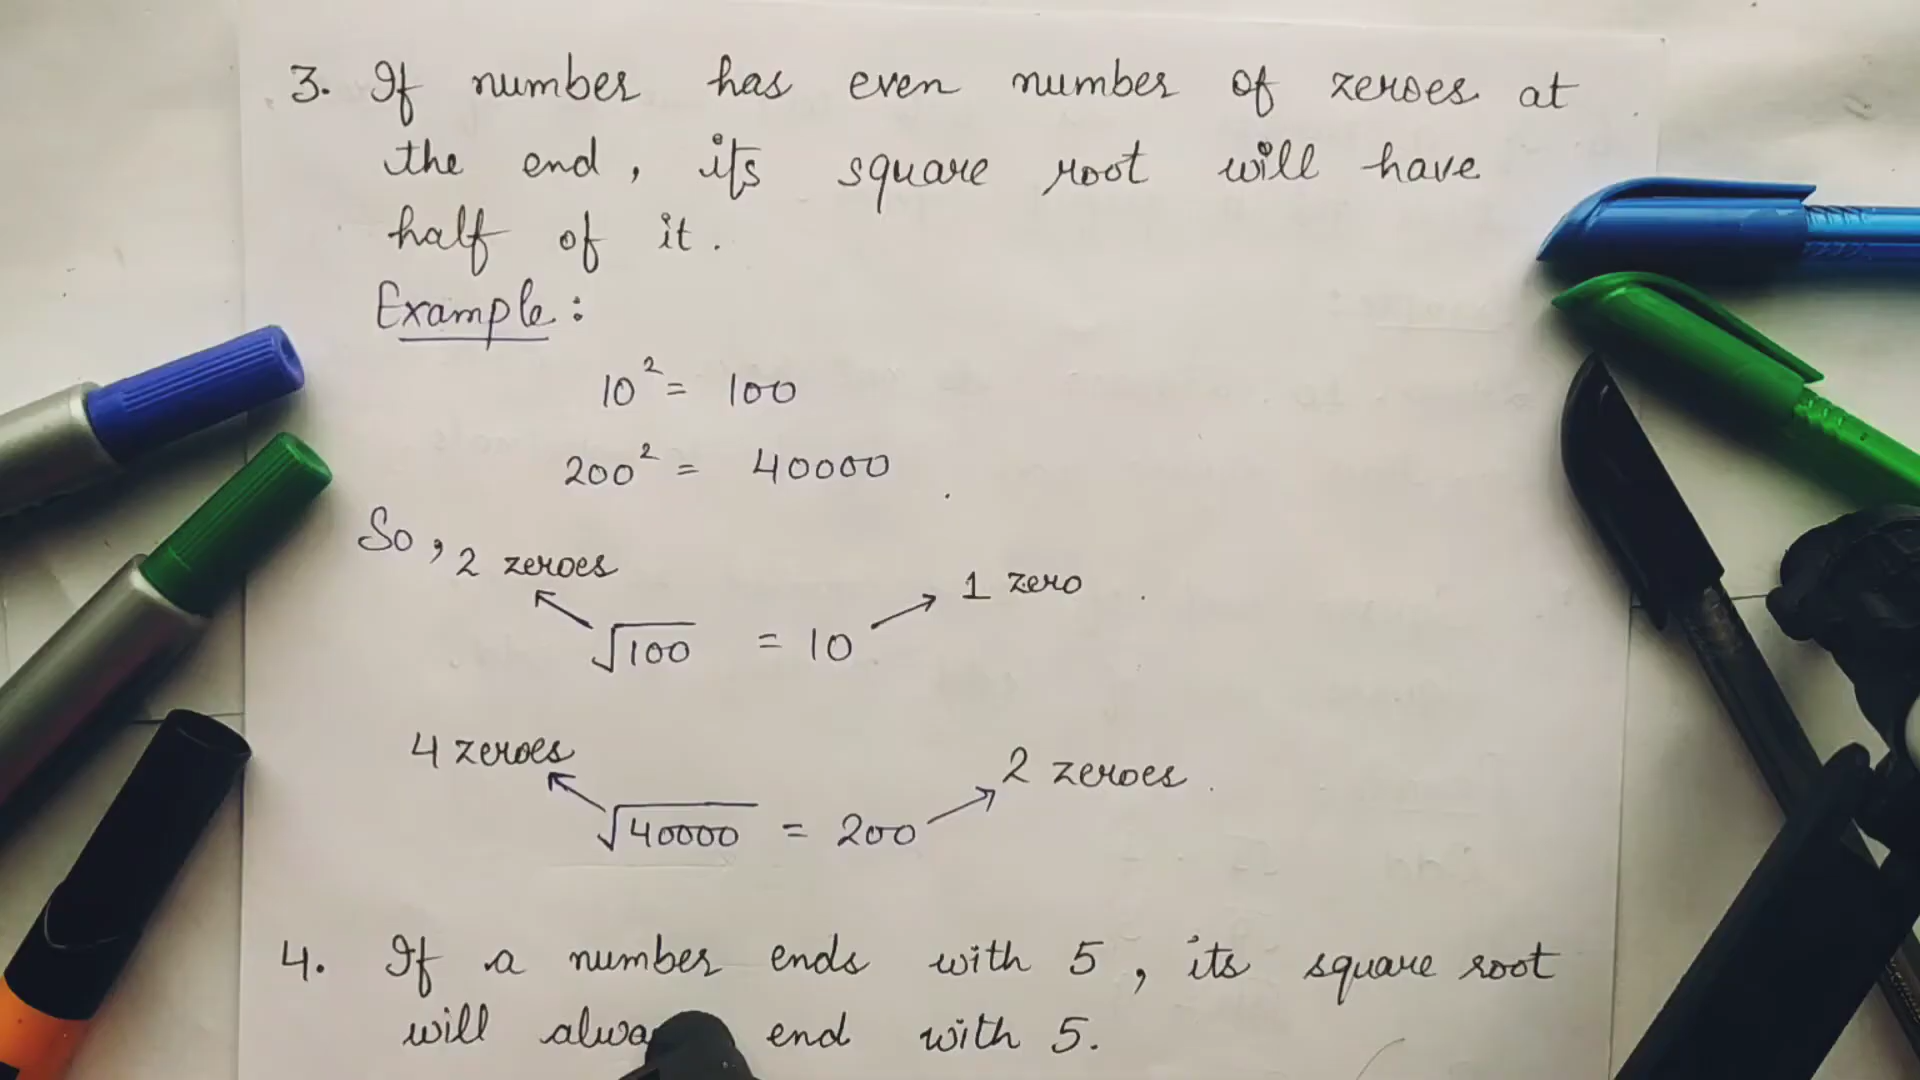 3. If number has even number of zeroes at
the end, its square root will have
half of it.
Example:
10² = 100
200² = 40000
So, 2 zeroes
1 zero
√100 = 10
4 zeroes
2 zeroes
√40000 = 200
4. If a number ends with 5, its square root
will end with 5.